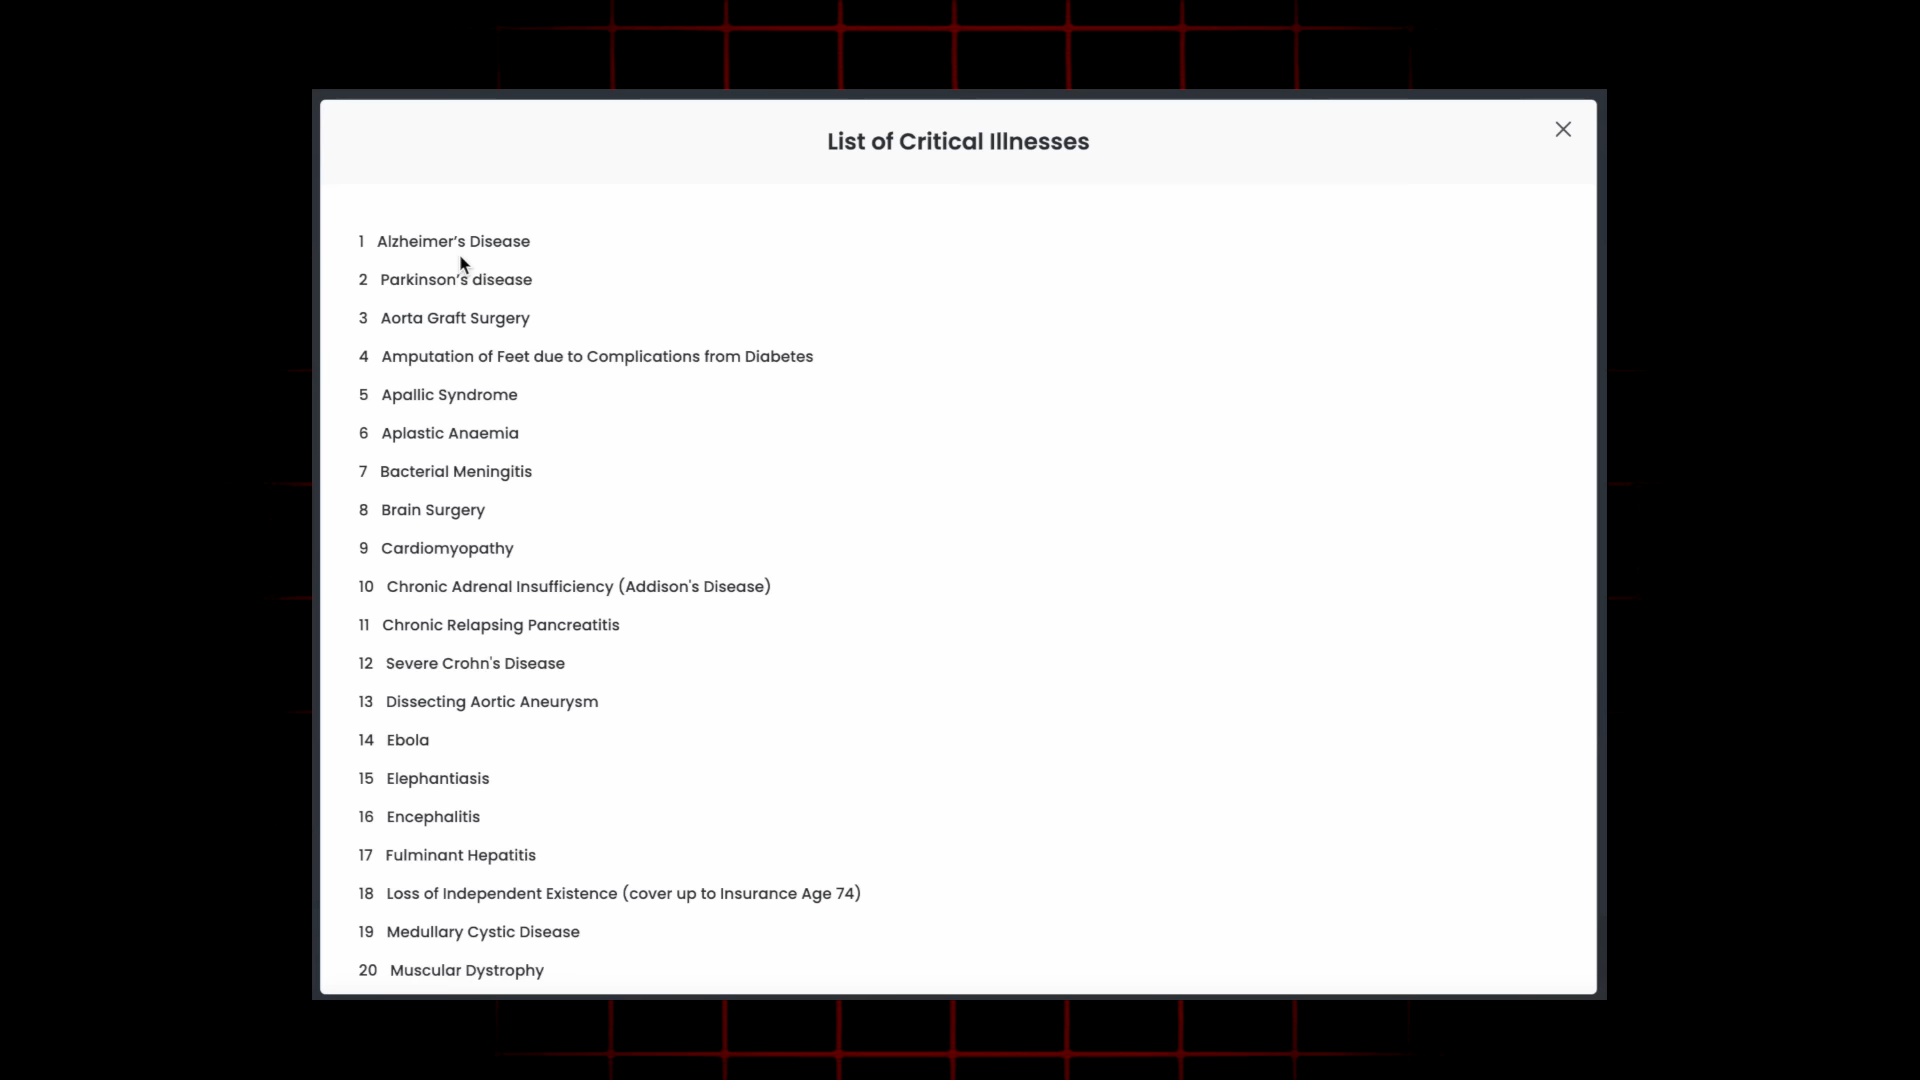 List of Critical Illnesses
1 Alzheimer’s Disease
2 Parkinson’s disease
3 Aorta Graft Surgery
4 Amputation of Feet due to Complications from Diabetes
5 Apallic Syndrome
6 Aplastic Anaemia
7 Bacterial Meningitis
8 Brain Surgery
9 Cardiomyopathy
10 Chronic Adrenal Insufficiency (Addison's Disease)
11 Chronic Relapsing Pancreatitis
12 Severe Crohn's Disease
13 Dissecting Aortic Aneurysm
14 Ebola
15 Elephantiasis
16 Encephalitis
17 Fulminant Hepatitis
18 Loss of Independent Existence (cover up to Insurance Age 74)
19 Medullary Cystic Disease
20 Muscular Dystrophy